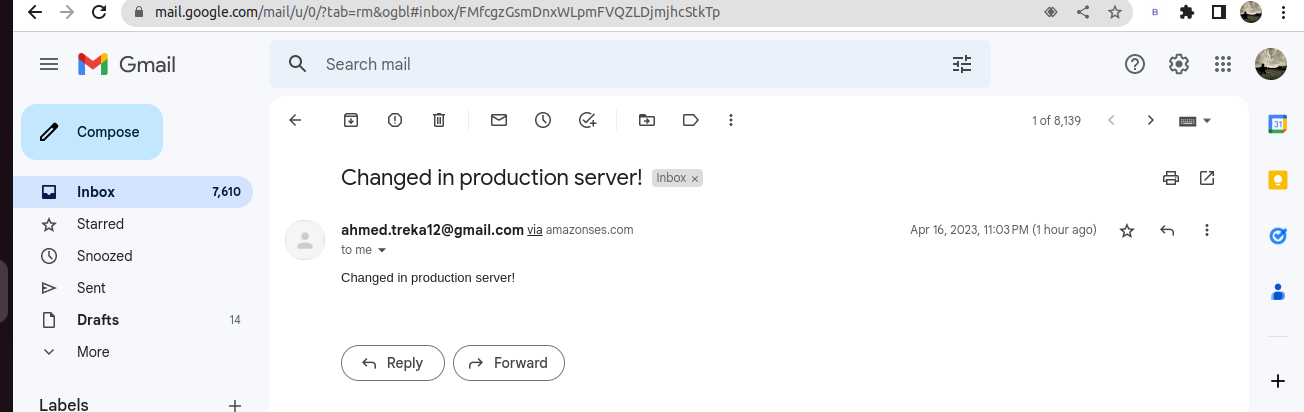 mail.google.com/mail/u/0/?tab=rm&ogbl#inbox/FMfcgzGsmDnxWLpmFVQZLDjmjhcStkTp
B
Gmail
Search mail
Compose
1 of 8,139
31
Inbox 7,610
Changed in production server! Inbox ×
Starred
ahmed.treka12@gmail.com via amazonses.com Apr 16, 2023, 11:03 PM (1 hour ago)
to me
Snoozed
Changed in production server!
Sent
Drafts 14
More
Reply Forward
Labels